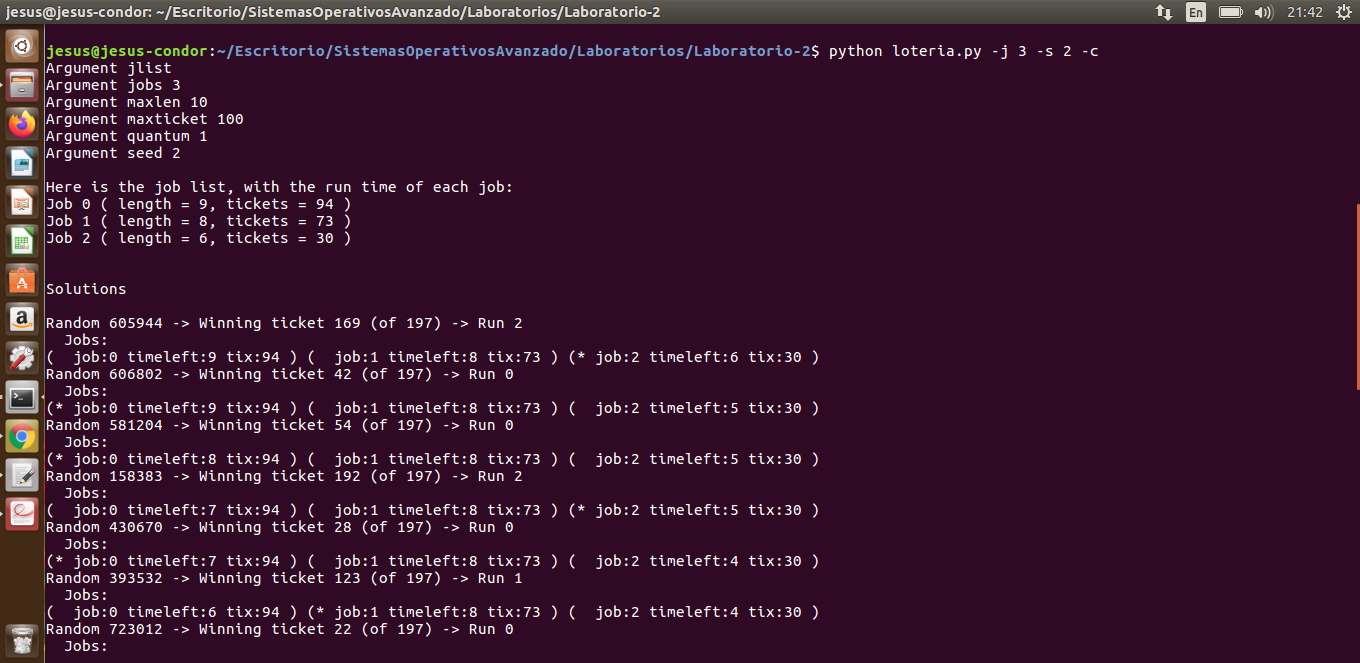 jesus@jesus-condor: ~/Escritorio/SistemasOperativosAvanzado/Laboratorios/Laboratorio-2 En 21:42
jesus@jesus-condor:~/Escritorio/SistemasOperativosAvanzado/Laboratorios/Laboratorio-2$ python loteria.py -j 3 -s 2 -c
Argument jlist
Argument jobs 3
Argument maxlen 10
Argument maxticket 100
Argument quantum 1
Argument seed 2
Here is the job list, with the run time of each job:
Job 0 ( length = 9, tickets = 94 )
Job 1 ( length = 8, tickets = 73 )
Job 2 ( length = 6, tickets = 30 )
Solutions
Random 605944 -> Winning ticket 169 (of 197) -> Run 2
Jobs:
(  job:0 timeleft:9 tix:94 ) (  job:1 timeleft:8 tix:73 ) (* job:2 timeleft:6 tix:30 )
Random 606802 -> Winning ticket 42 (of 197) -> Run 0
Jobs:
(* job:0 timeleft:9 tix:94 ) (  job:1 timeleft:8 tix:73 ) (  job:2 timeleft:5 tix:30 )
Random 581204 -> Winning ticket 54 (of 197) -> Run 0
Jobs:
(* job:0 timeleft:8 tix:94 ) (  job:1 timeleft:8 tix:73 ) (  job:2 timeleft:5 tix:30 )
Random 158383 -> Winning ticket 192 (of 197) -> Run 2
Jobs:
(  job:0 timeleft:7 tix:94 ) (  job:1 timeleft:8 tix:73 ) (* job:2 timeleft:5 tix:30 )
Random 430670 -> Winning ticket 28 (of 197) -> Run 0
Jobs:
(* job:0 timeleft:7 tix:94 ) (  job:1 timeleft:8 tix:73 ) (  job:2 timeleft:4 tix:30 )
Random 393532 -> Winning ticket 123 (of 197) -> Run 1
Jobs:
(  job:0 timeleft:6 tix:94 ) (* job:1 timeleft:8 tix:73 ) (  job:2 timeleft:4 tix:30 )
Random 723012 -> Winning ticket 22 (of 197) -> Run 0
Jobs: